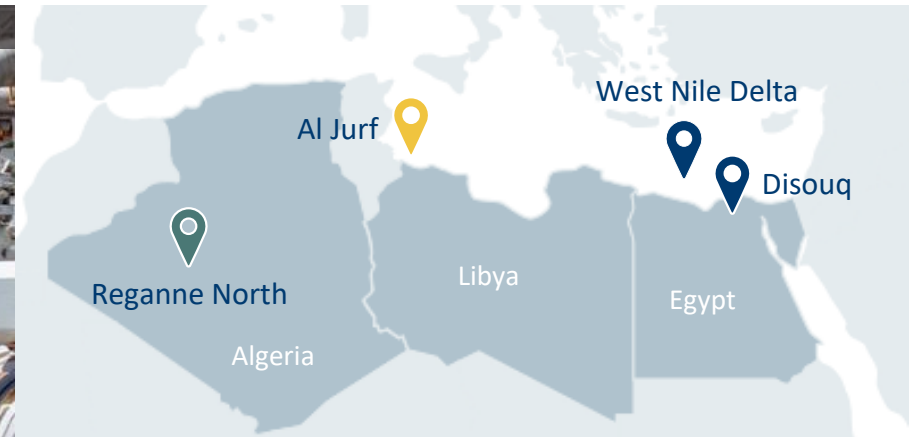 West Nile Delta
Al Jurf
Disouq
Reganne North
Libya
Egypt
Algeria